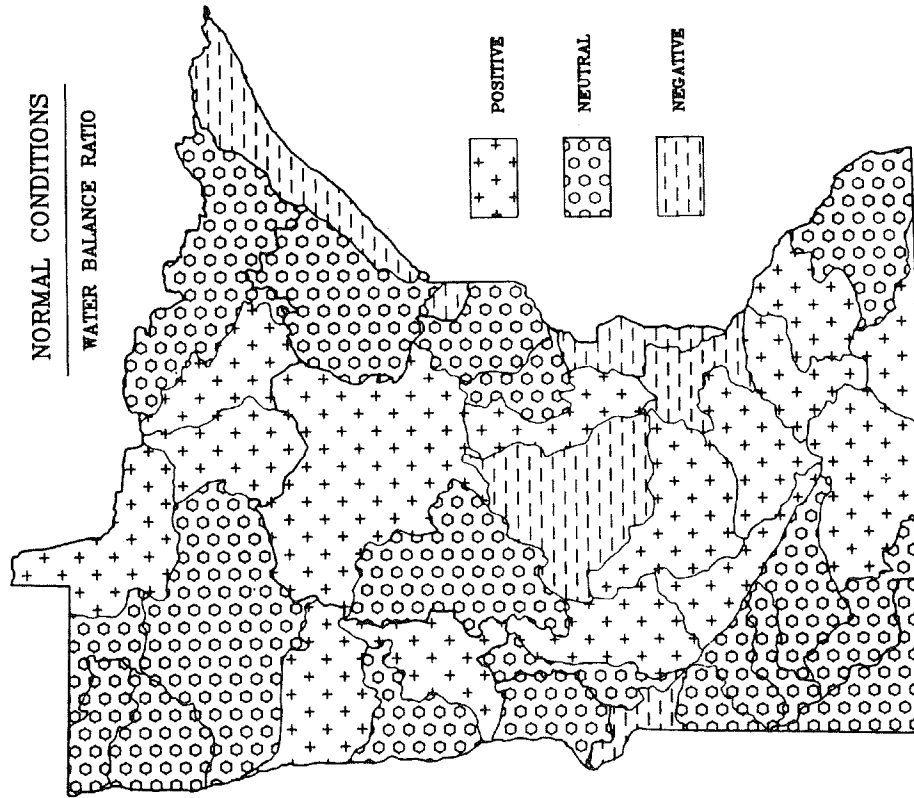 NORMAL CONDITIONS
WATER BALANCE RATIO
POSITIVE
NEUTRAL
NEGATIVE